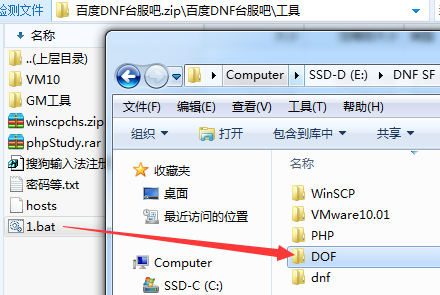 检测文件
百度DNF台服吧.zip\百度DNF台服吧\工具
名称
..(上层目录)
VM10
GM工具
winscpchs.zip
phpStudy.rar
搜狗输入法注册
密码等.txt
hosts
1.bat
Computer
SSD-D (E:)
DNF SF
文件(F)
编辑(E)
查看(V)
工具(T)
帮助(H)
组织
打开
包含到库中
共享
收藏夹
桌面
最近访问的位置
Computer
SSD-C (C:)
名称
WinSCP
VMware10.01
PHP
DOF
dnf